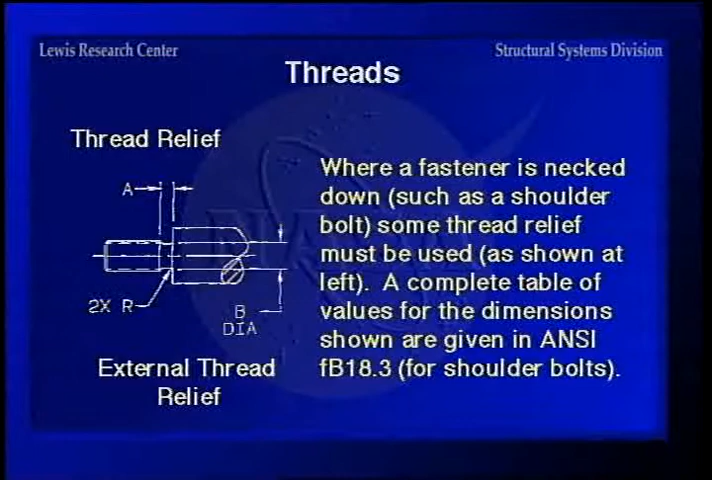 Lewis Research Center
Structural Systems Division
Threads
Thread Relief
A
2X R
B
DIA
External Thread
Relief
Where a fastener is necked
down (such as a shoulder
bolt) some thread relief
must be used (as shown at
left). A complete table of
values for the dimensions
shown are given in ANSI
fB18.3 (for shoulder bolts).
NASA